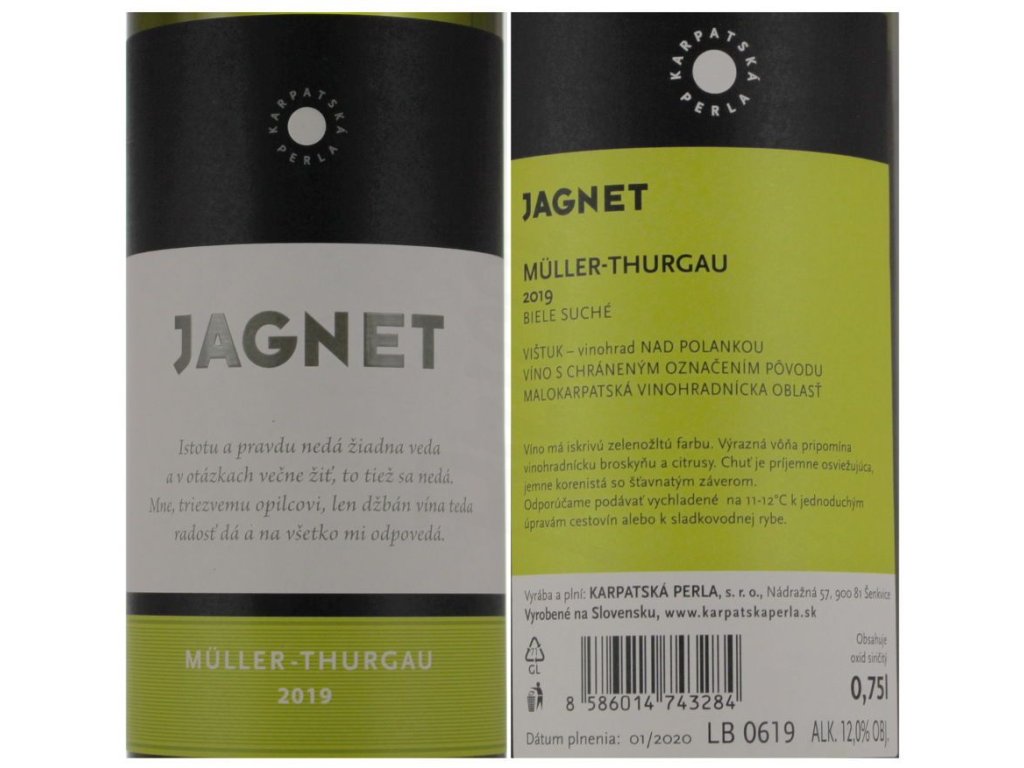 KARPATSKÁ PERLA
JAGNET
Istotu a pravdu nedá žiadna veda
a v otázkach večne žiť, to tiež sa nedá.
Mne, triezvemu opilcovi, len džbán vína teda
radosť dá a na všetko mi odpovedá.
MÜLLER-THURGAU
2019
KARPATSKÁ PERLA
JAGNET
MÜLLER-THURGAU
2019
BIELE SUCHÉ
VIŠTUK – vinohrad NAD POLANKOU
VÍNO S CHRÁNENÝM OZNAČENÍM PÔVODU
MALOKARPATSKÁ VINOHRADNÍCKA OBLASŤ
Víno má iskrivú zelenožltú farbu. Výrazná vôňa pripomína
vinohradnícku broskyňu a citrusy. Chuť je príjemne osviežujúca,
jemne korenistá so šťavnatým záverom.
Odporúčame podávať vychladené na 11-12°C k jednoduchým
úpravám cestovín alebo k sladkovodnej rybe.
Vyrába a plní: KARPATSKÁ PERLA, s. r. o., Nádražná 57, 900 81 Šenkvice
Vyrobené na Slovensku, www.karpatskaperla.sk
Obsahuje
oxid siričitý
71
GL
0,75l
8 586014 743284
Dátum plnenia: 01/2020 LB 0619 ALK. 12,0% OBJ.